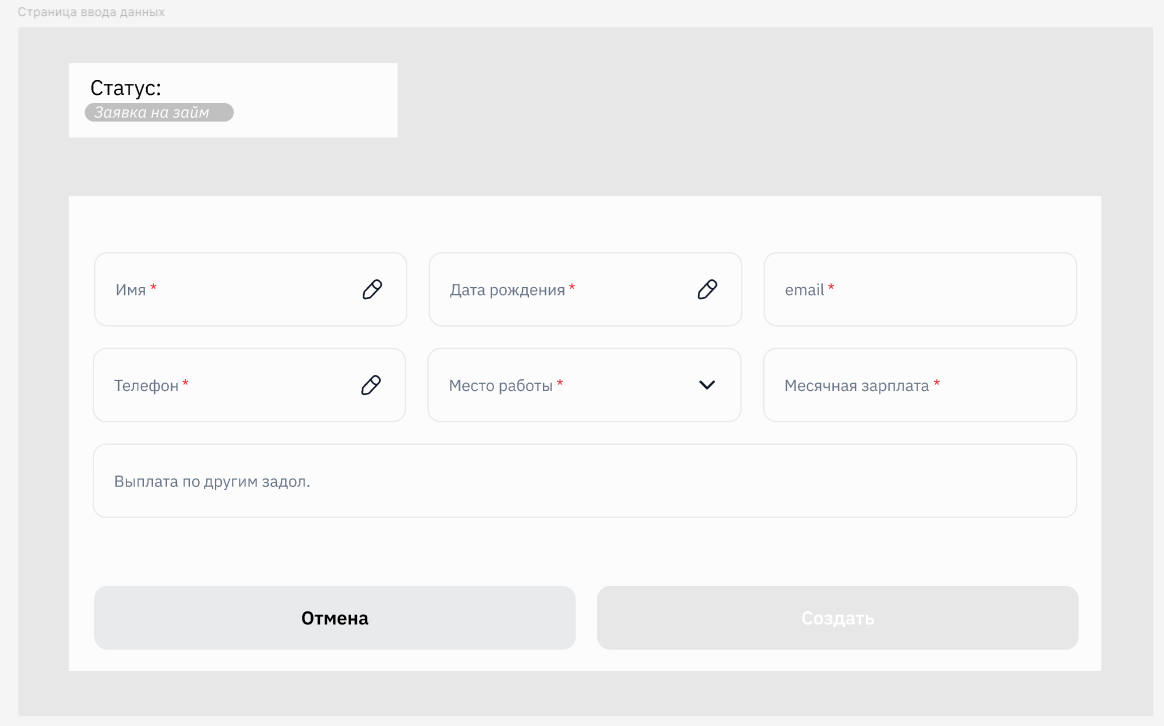 Страница ввода данных
Статус:
Заявка на займ
Имя *
Дата рождения *
email *
Телефон *
Место работы *
Месячная зарплата *
Выплата по другим задол.
Отмена
Создать